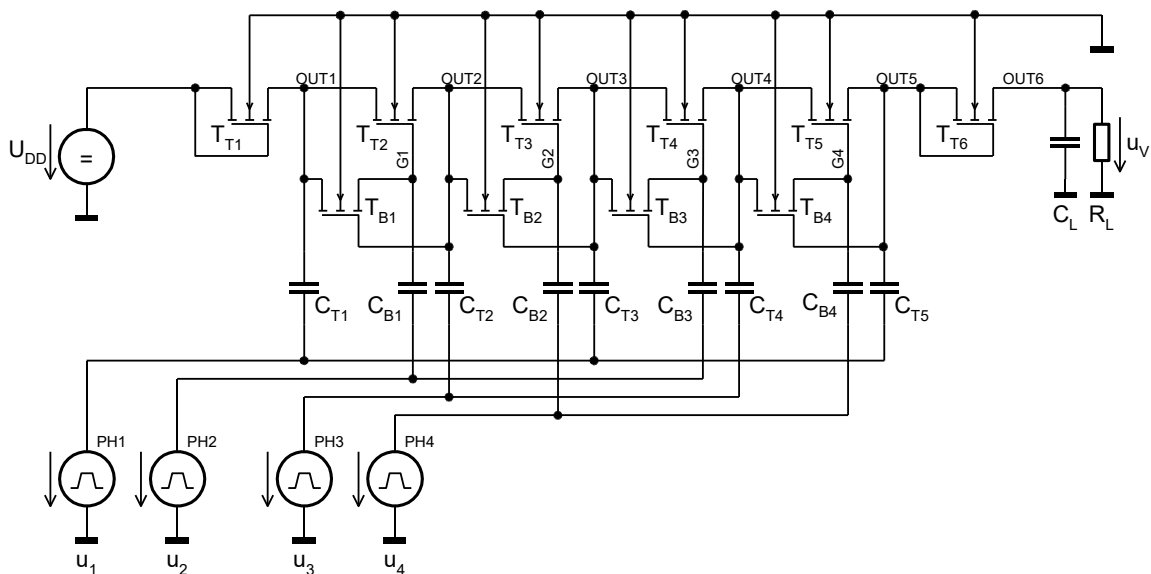 OUT1 OUT2 OUT3 OUT4 OUT5 OUT6
T_T1 T_T2 T_T3 T_T4 T_T5 T_T6
U_DD = G1 G2 G3 G4 u_V
T_B1 T_B2 T_B3 T_B4 C_L R_L
C_T1 C_B1 C_T2 C_B2 C_T3 C_B3 C_T4 C_B4 C_T5
PH1 PH2 PH3 PH4
u_1 u_2 u_3 u_4